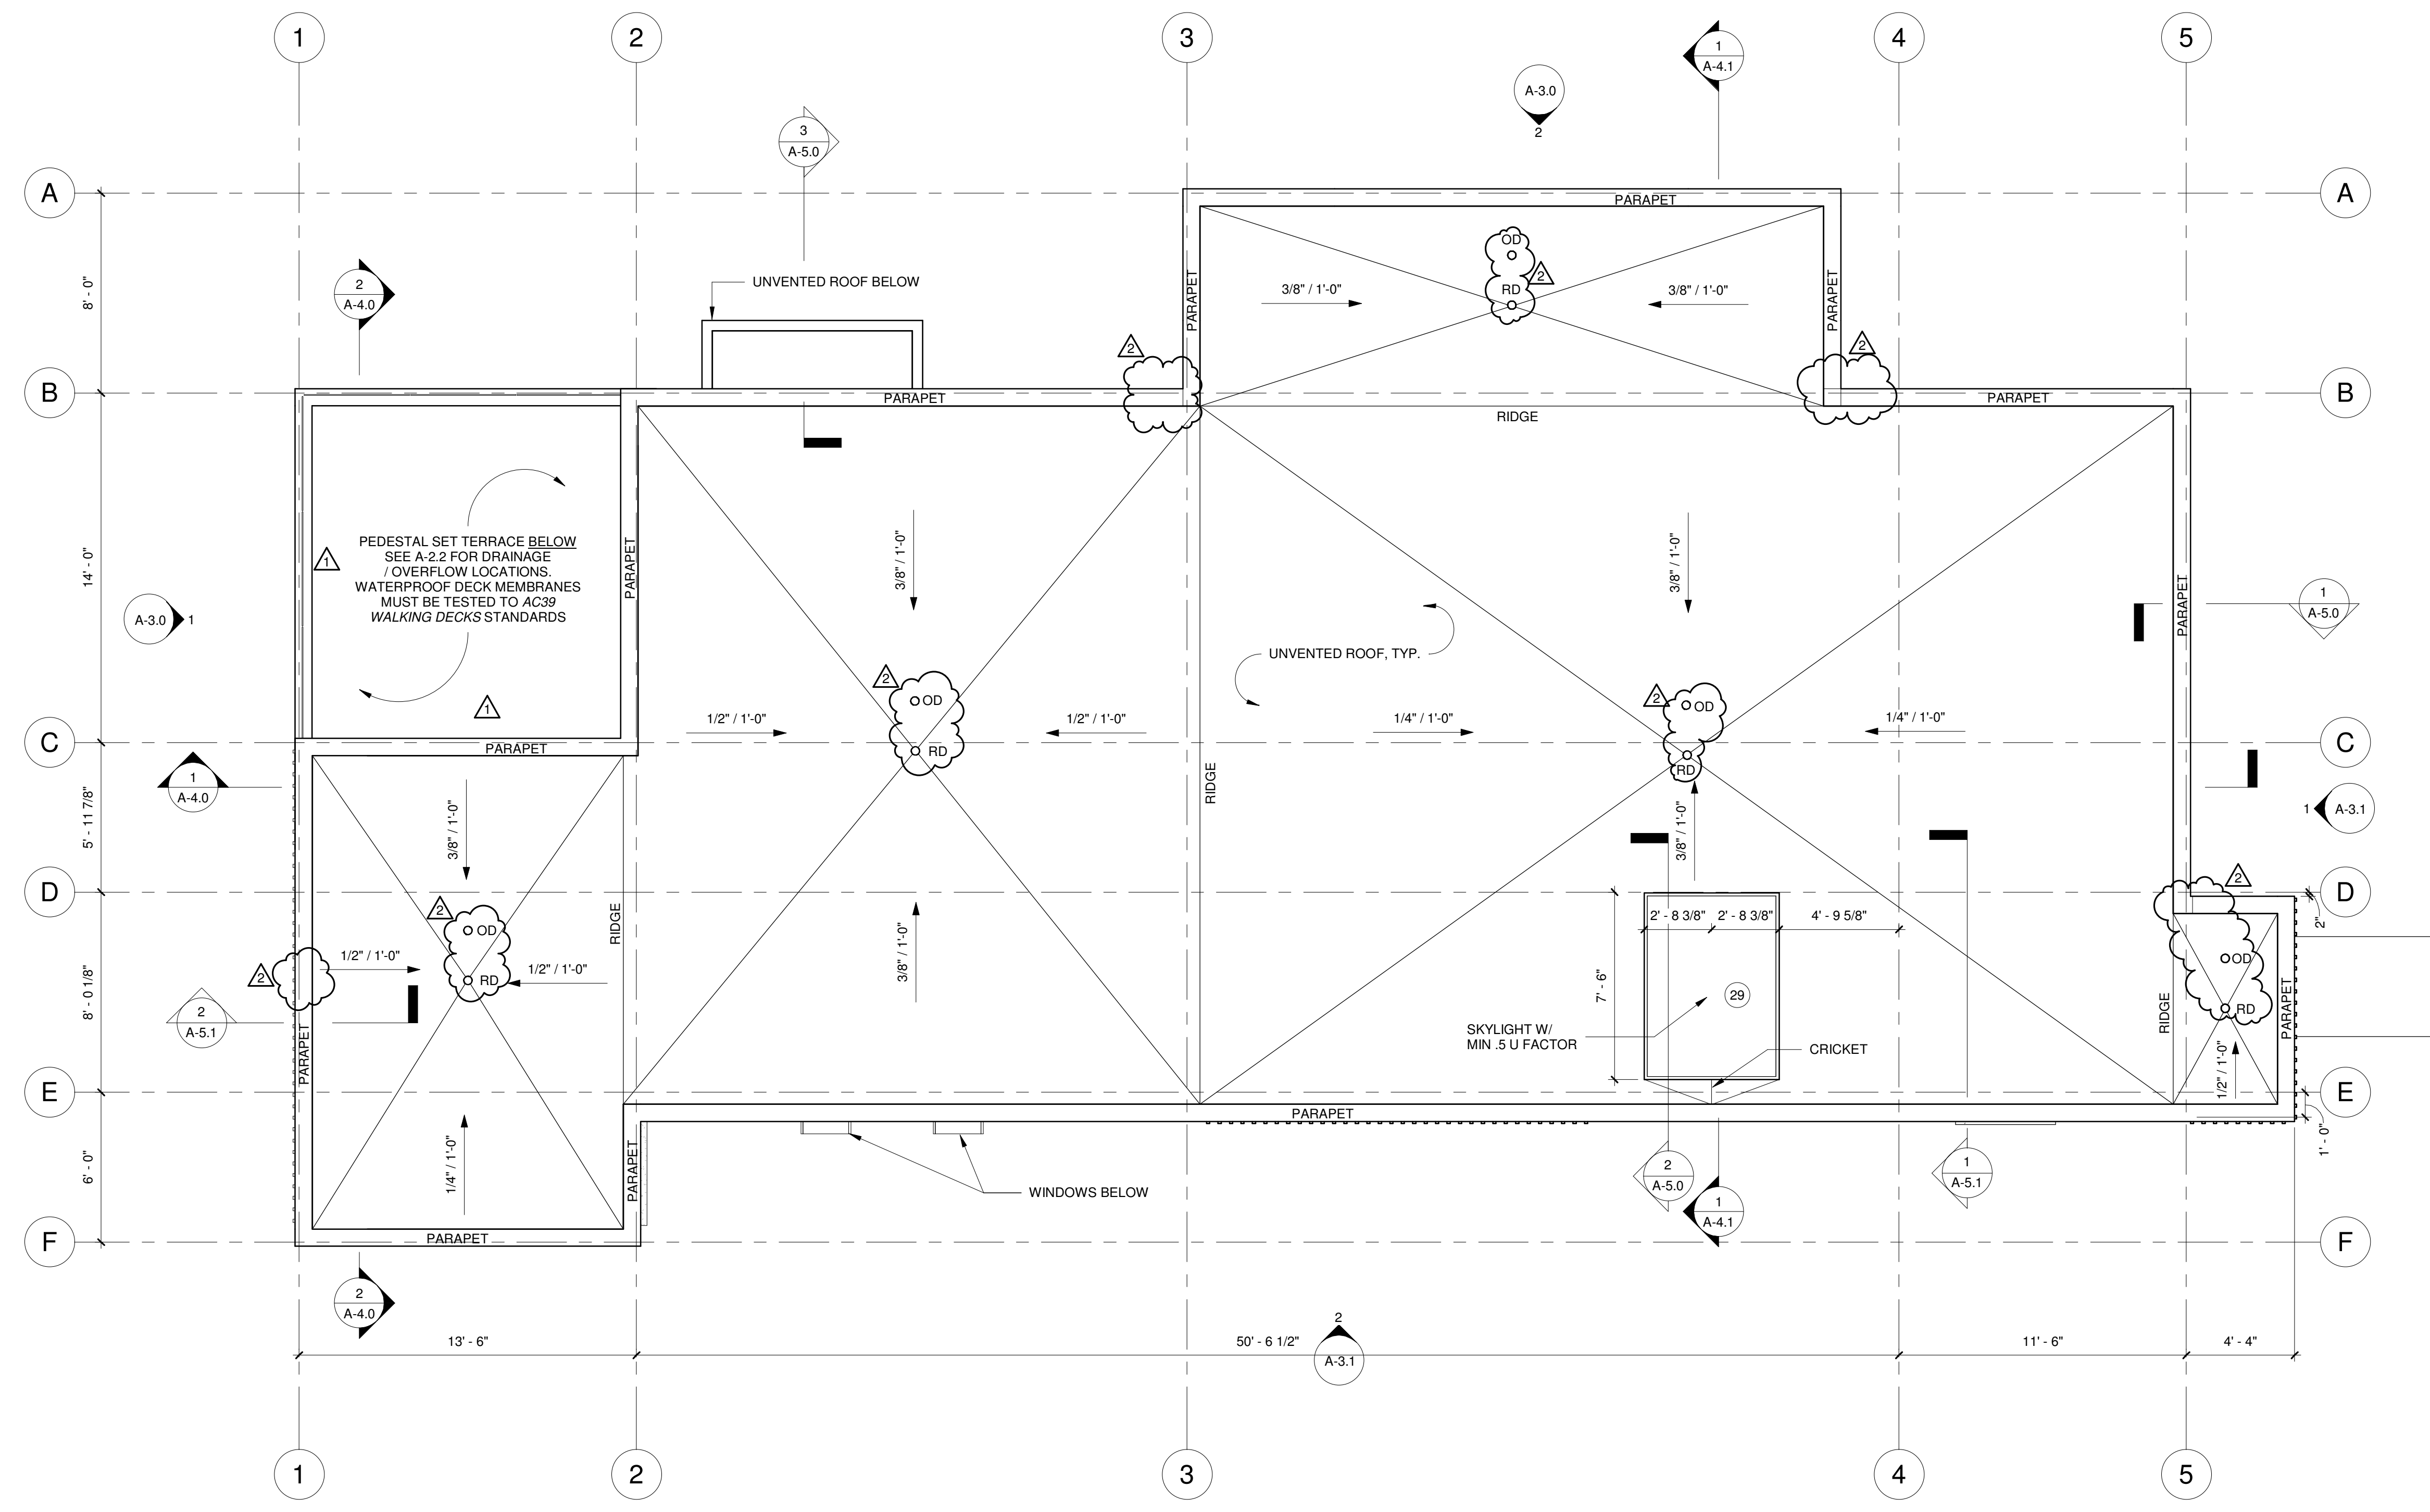 1
2
3
4
5
1
A-4.1
A-3.0
2
3
A-5.0
A
PARAPET
A
OD
2
RD
3/8" / 1'-0"
3/8" / 1'-0"
PARAPET
PARAPET
8' - 0"
2
A-4.0
UNVENTED ROOF BELOW
2
2
B
PARAPET
PARAPET
B
RIDGE
PEDESTAL SET TERRACE BELOW
SEE A-2.2 FOR DRAINAGE
/ OVERFLOW LOCATIONS.
WATERPROOF DECK MEMBRANES
MUST BE TESTED TO AC39
WALKING DECKS STANDARDS
1
1
14' - 0"
PARAPET
3/8" / 1'-0"
3/8" / 1'-0"
PARAPET
1
A-5.0
A-3.0
1
UNVENTED ROOF, TYP.
2
OD
RD
2
OD
RD
1/2" / 1'-0"
1/2" / 1'-0"
1/4" / 1'-0"
1/4" / 1'-0"
C
PARAPET
C
1
A-4.0
RIDGE
5' - 11 7/8"
3/8" / 1'-0"
3/8" / 1'-0"
1
A-3.1
D
2
D
2
OD
RD
RIDGE
3/8" / 1'-0"
2' - 8 3/8"
2' - 8 3/8"
4' - 9 5/8"
2"
2
1/2" / 1'-0"
1/2" / 1'-0"
OD
RD
8' - 0 1/8"
7' - 6"
29
RIDGE
PARAPET
2
A-5.1
SKYLIGHT W/
MIN .5 U FACTOR
CRICKET
PARAPET
1/2" / 1'-0"
E
PARAPET
E
1' - 0"
6' - 0"
1/4" / 1'-0"
PARAPET
WINDOWS BELOW
2
A-5.0
1
A-4.1
1
A-5.1
F
PARAPET
F
2
A-4.0
13' - 6"
50' - 6 1/2"
2
A-3.1
11' - 6"
4' - 4"
1
2
3
4
5